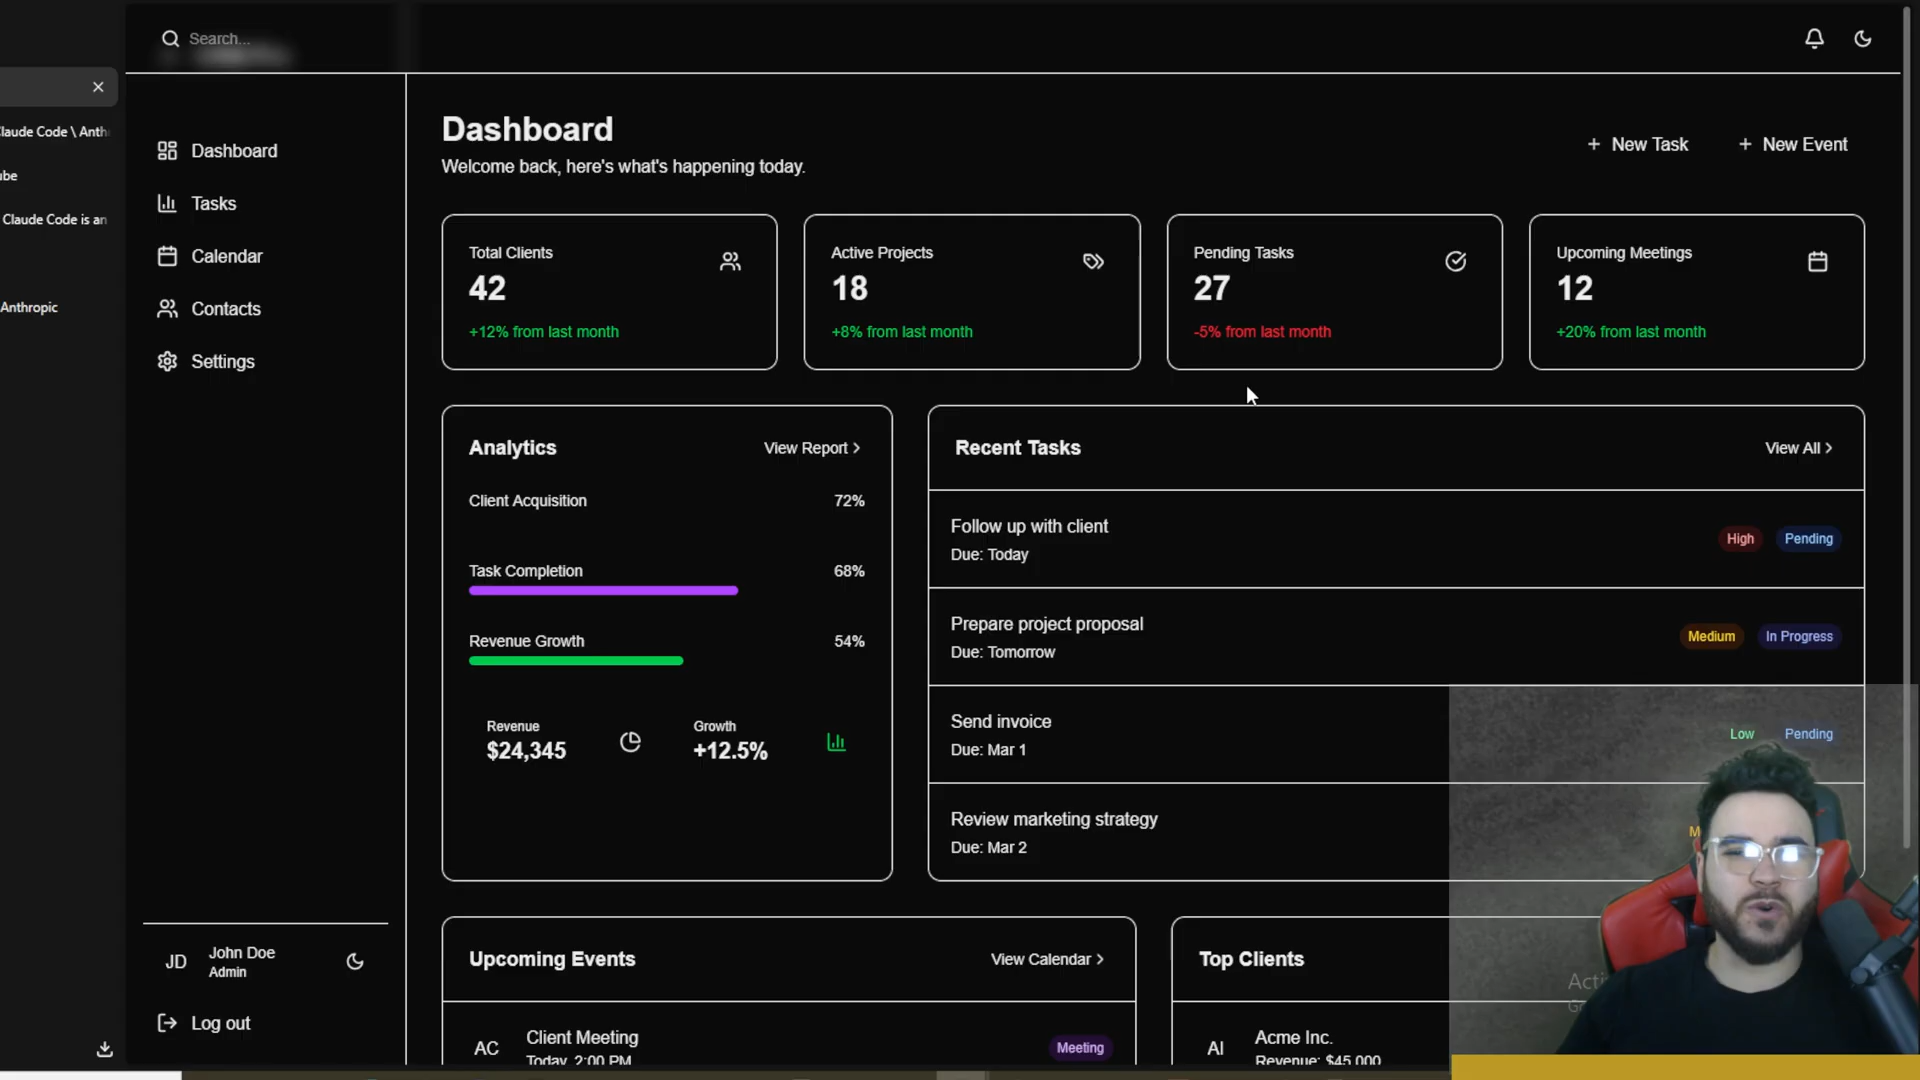 Search...
laude Code \ Anth
ube
Claude Code is an
Anthropic
Dashboard
Tasks
Calendar
Contacts
Settings
JD
John Doe
Admin
Log out
Dashboard
Welcome back, here's what's happening today.
+ New Task
+ New Event
Total Clients
42
+12% from last month
Active Projects
18
+8% from last month
Pending Tasks
27
-5% from last month
Upcoming Meetings
12
+20% from last month
Analytics
View Report >
Client Acquisition
72%
Task Completion
68%
Revenue Growth
54%
Revenue
$24,345
Growth
+12.5%
Recent Tasks
View All >
Follow up with client
Due: Today
High
Pending
Prepare project proposal
Due: Tomorrow
Medium
In Progress
Send invoice
Due: Mar 1
Low
Pending
Review marketing strategy
Due: Mar 2
Upcoming Events
View Calendar >
AC
Client Meeting
Today, 2:00 PM
Meeting
Top Clients
AI
Acme Inc.
Revenue: $45,000